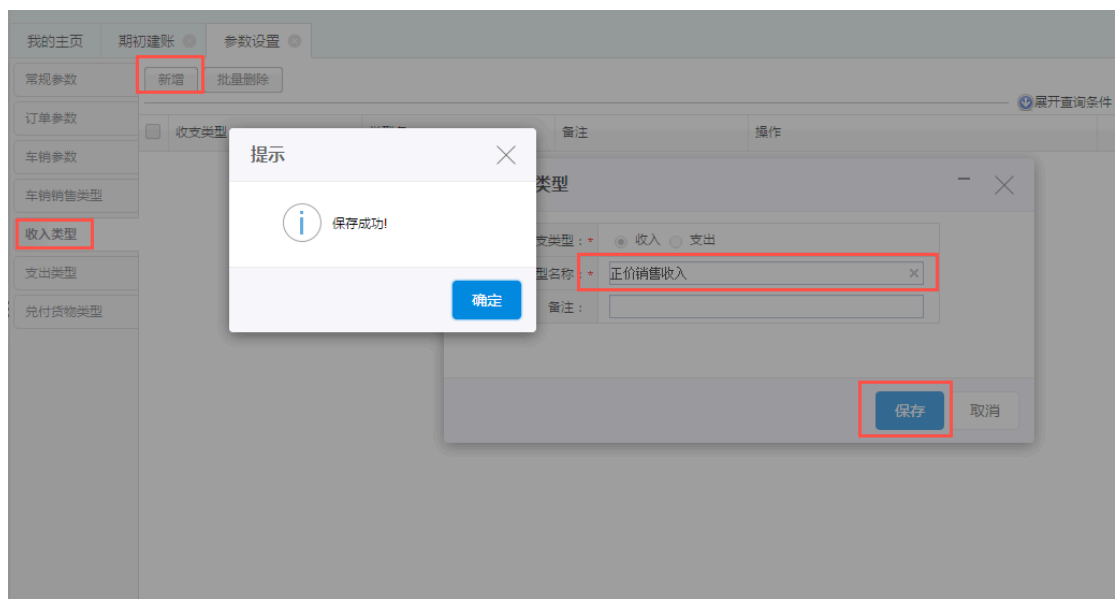 我的主页 期初建账 参数设置
常规参数 新增 批量删除
展开查询条件
订单参数
收支类型 备注 操作
车销参数
提示
类型
车销销售类型
保存成功!
收入类型
支类型：* 收入 支出
型名称：* 正价销售收入
支出类型
确定
备注：
兑付货物类型
保存 取消